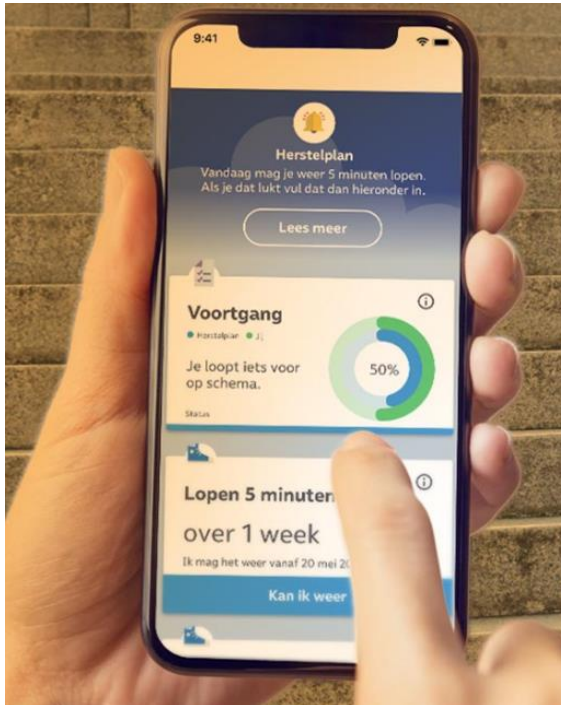 9:41
Herstelplan
Vandaag mag je weer 5 minuten lopen.
Als je dat lukt vul dat dan hieronder in.
Lees meer
Voortgang
Herstelplan Jij
Je loopt iets voor
op schema.
50%
Status
Lopen 5 minuten
over 1 week
Ik mag het weer vanaf 20 mei 20
Kan ik weer